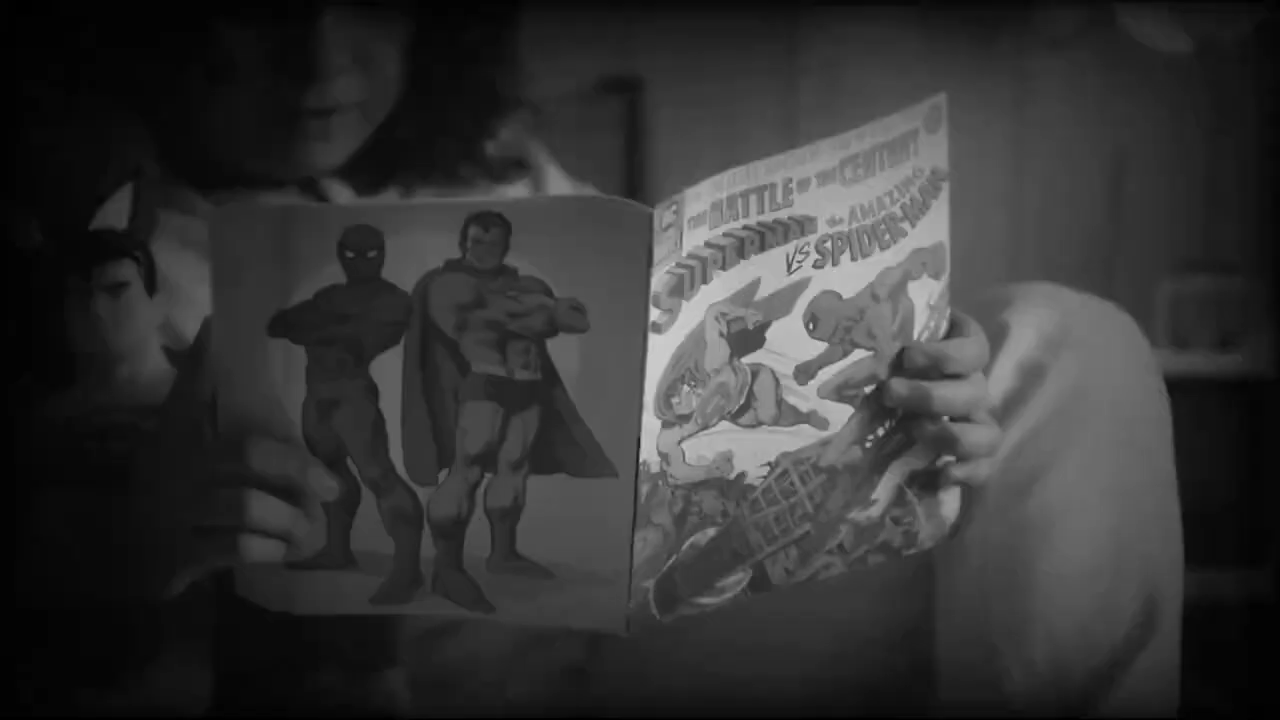 THE BATTLE OF THE CENTURY
SUPERMAN VS the AMAZING SPIDER-MAN